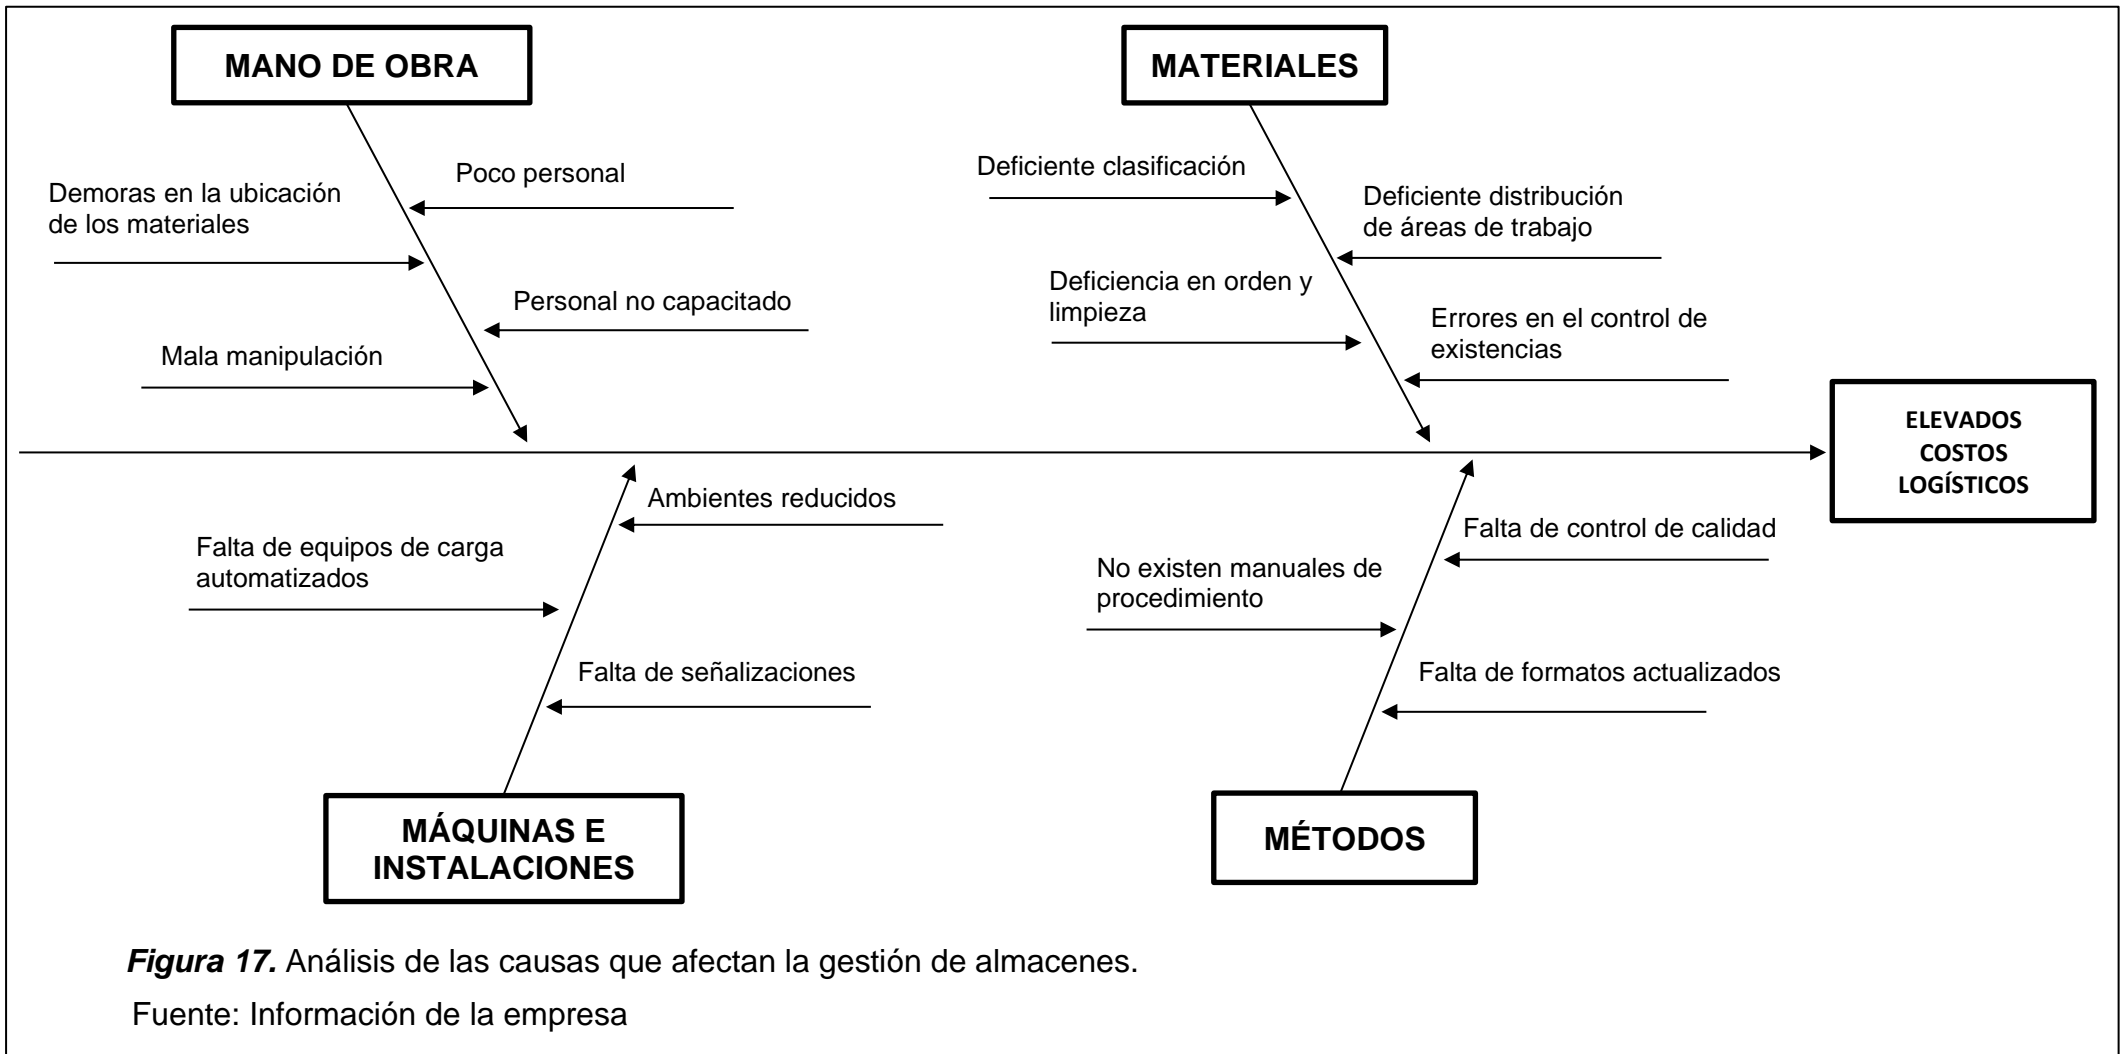 MANO DE OBRA
MATERIALES
Poco personal
Demoras en la ubicación
de los materiales
Personal no capacitado
Mala manipulación
Deficiente clasificación
Deficiente distribución
de áreas de trabajo
Deficiencia en orden y
limpieza
Errores en el control de
existencias
ELEVADOS
COSTOS
LOGÍSTICOS
Ambientes reducidos
Falta de equipos de carga
automatizados
Falta de señalizaciones
Falta de control de calidad
No existen manuales de
procedimiento
Falta de formatos actualizados
MÁQUINAS E
INSTALACIONES
MÉTODOS
Figura 17. Análisis de las causas que afectan la gestión de almacenes.
Fuente: Información de la empresa